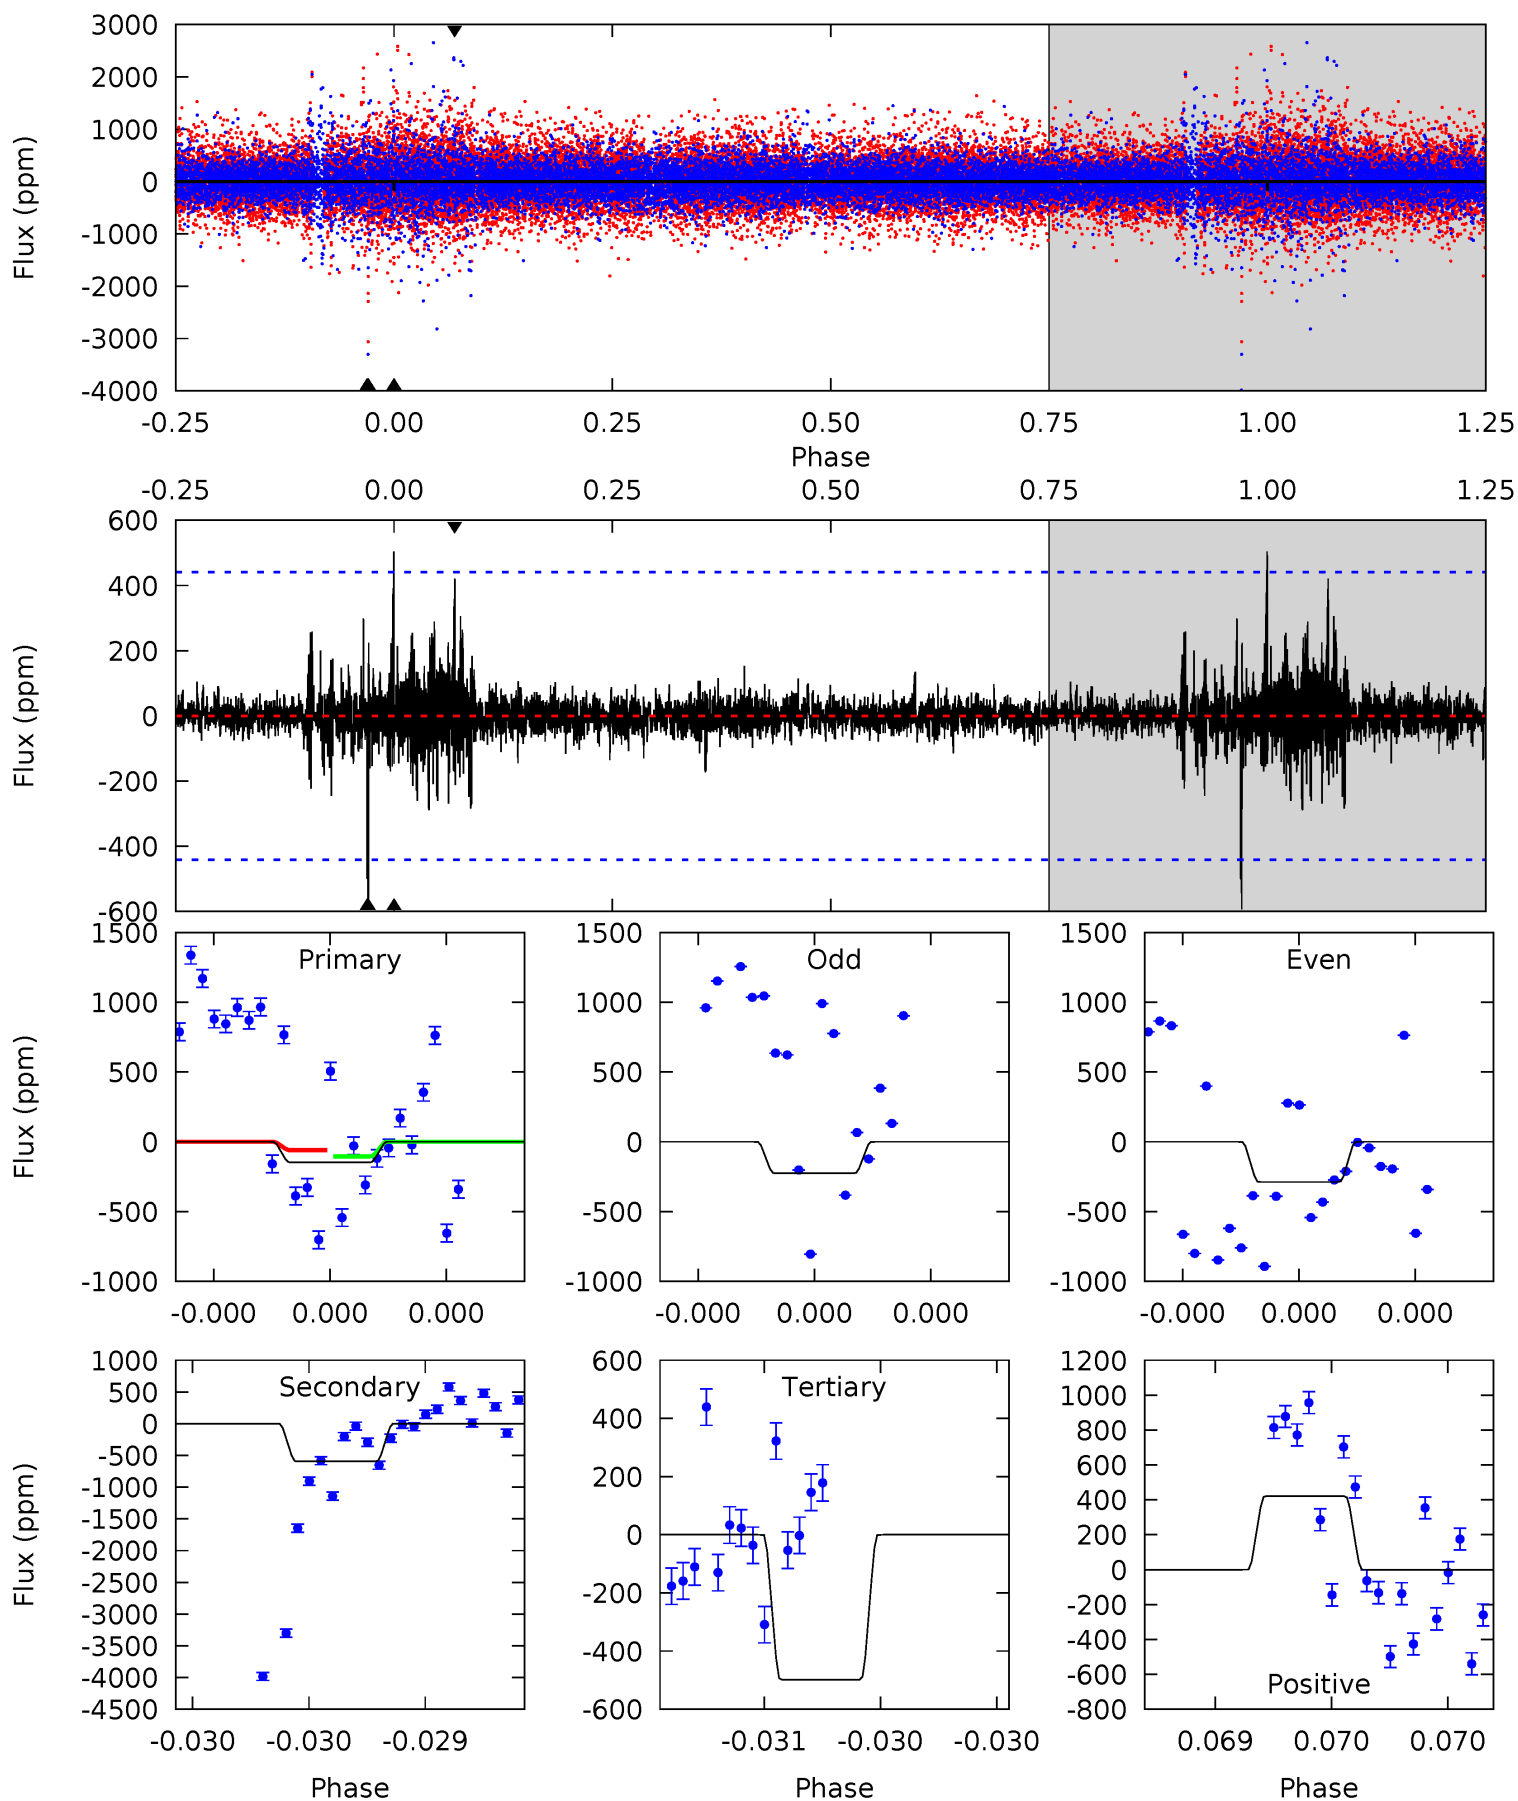 3000
2000
1000
0
-1000
-2000
-3000
-4000
Flux (ppm)
-0.25 0.00 0.25 0.50 0.75 1.00 1.25
Phase
-0.25 0.00 0.25 0.50 0.75 1.00 1.25
600
400
200
0
-200
-400
-600
Flux (ppm)
Primary
1500
1000
500
0
-500
-1000
Flux (ppm)
-0.000 0.000 0.000
Odd
1500
1000
500
0
-500
-1000
-0.000 0.000 0.000
Even
1500
1000
500
0
-500
-1000
-0.000 0.000 0.000
Secondary
1000
500
0
-500
-1000
-1500
-2000
-2500
-3000
-3500
-4000
-4500
Flux (ppm)
-0.030 -0.030 -0.029
Phase
Tertiary
600
400
200
0
-200
-400
-600
-0.031 -0.030 -0.030
Phase
1200
1000
800
600
400
200
0
-200
-400
-600
-800
Positive
0.069 0.070 0.070
Phase